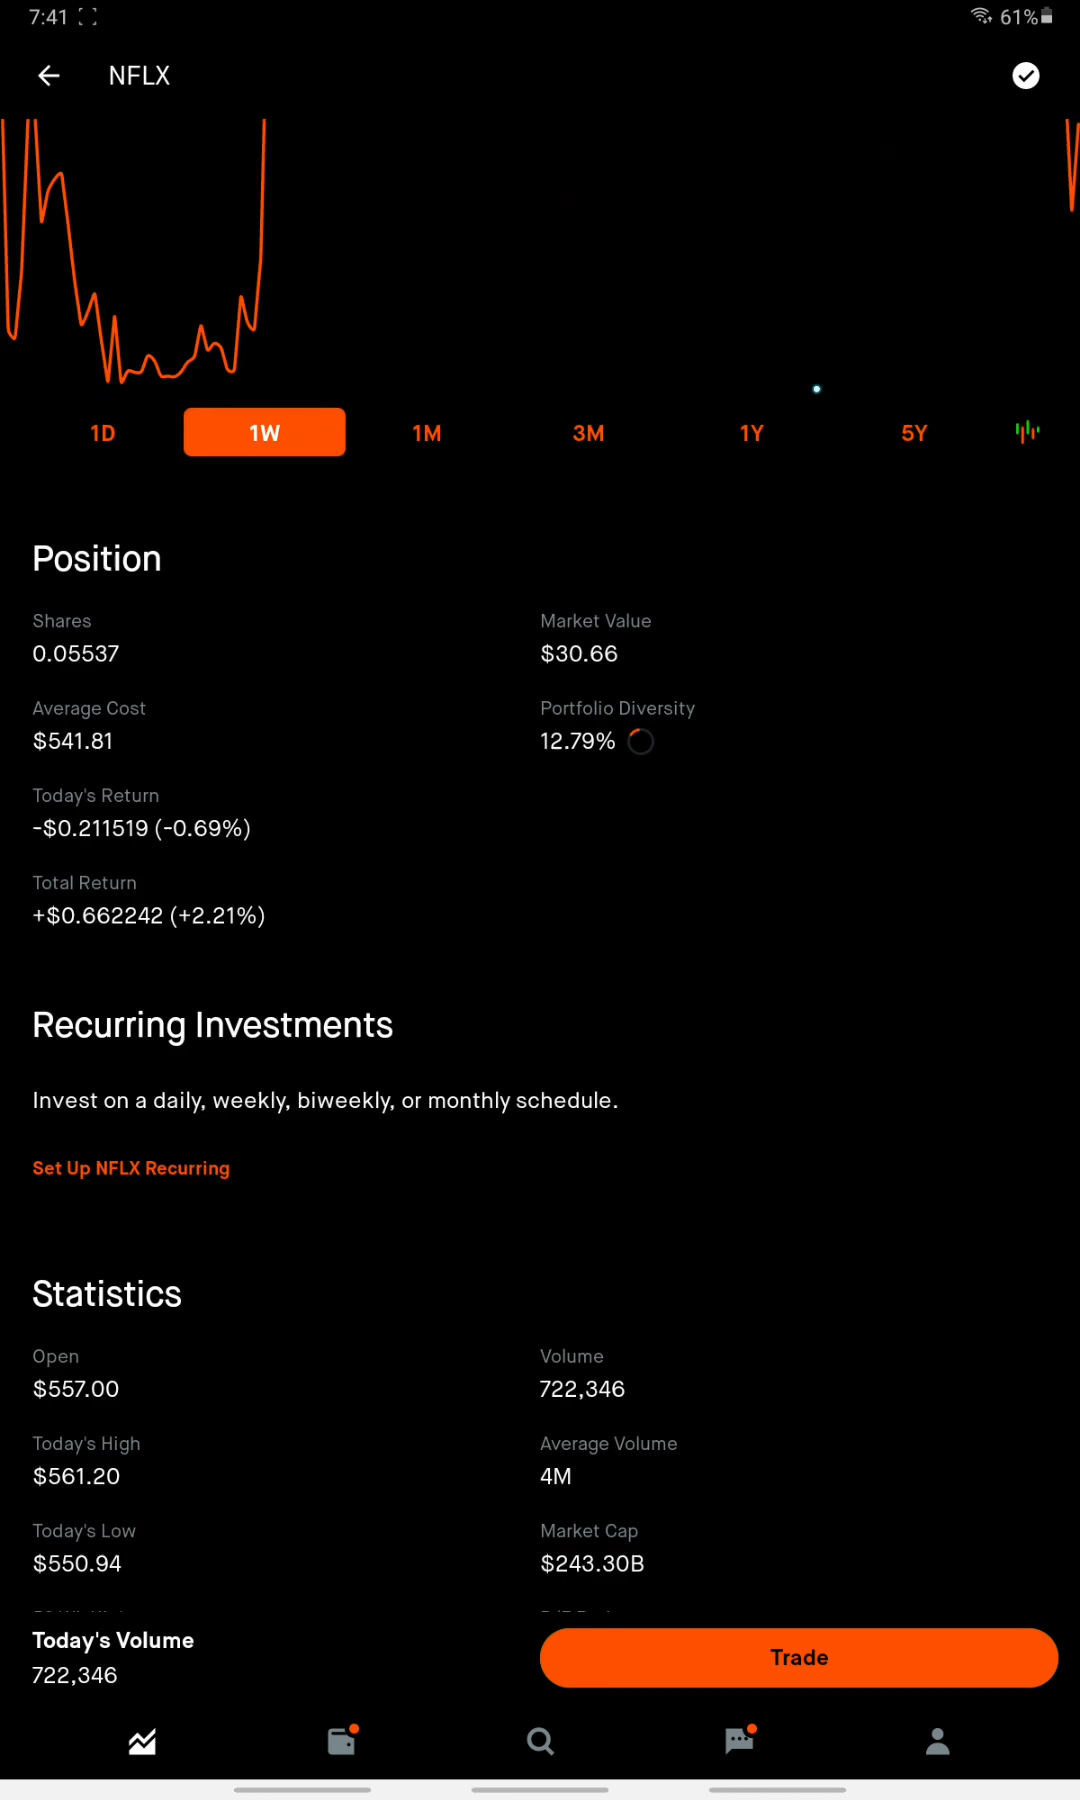 7:41
61%
NFLX
1D 1W 1M 3M 1Y 5Y
Position
Shares
0.05537
Market Value
$30.66
Average Cost
$541.81
Portfolio Diversity
12.79%
Today's Return
-$0.211519 (-0.69%)
Total Return
+$0.662242 (+2.21%)
Recurring Investments
Invest on a daily, weekly, biweekly, or monthly schedule.
Set Up NFLX Recurring
Statistics
Open
$557.00
Volume
722,346
Today's High
$561.20
Average Volume
4M
Today's Low
$550.94
Market Cap
$243.30B
Today's Volume
722,346
Trade